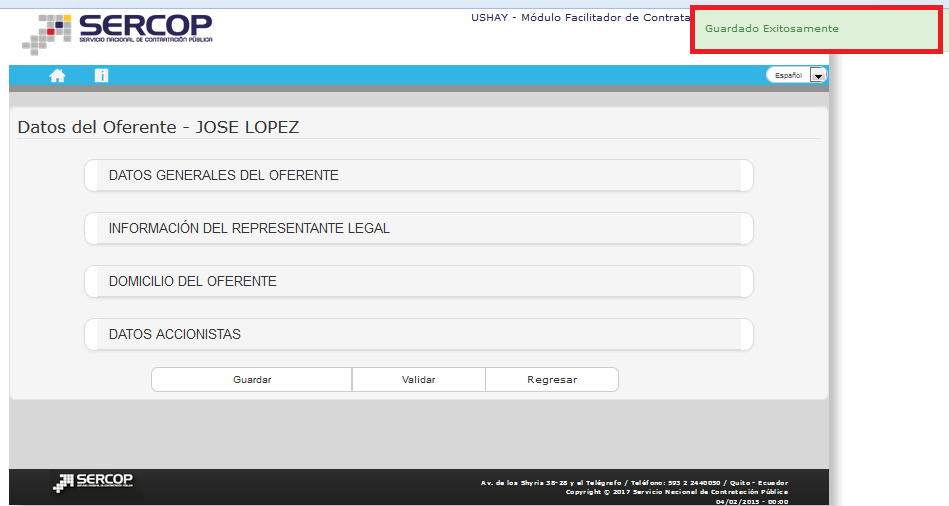 SERCOP
SERVICIO NACIONAL DE CONTRATACIÓN PÚBLICA
USHAY - Módulo Facilitador de Contrata
Guardado Exitosamente
Español
Datos del Oferente - JOSE LOPEZ
DATOS GENERALES DEL OFERENTE
INFORMACIÓN DEL REPRESENTANTE LEGAL
DOMICILIO DEL OFERENTE
DATOS ACCIONISTAS
Guardar Validar Regresar
SERCOP
Av. de los Shyris 38-28 y el Telégrafo / Teléfono: 593 2 2440050 / Quito - Ecuador
Copyright © 2017 Servicio Nacional de Contratación Pública
04/02/2015 - 00:00